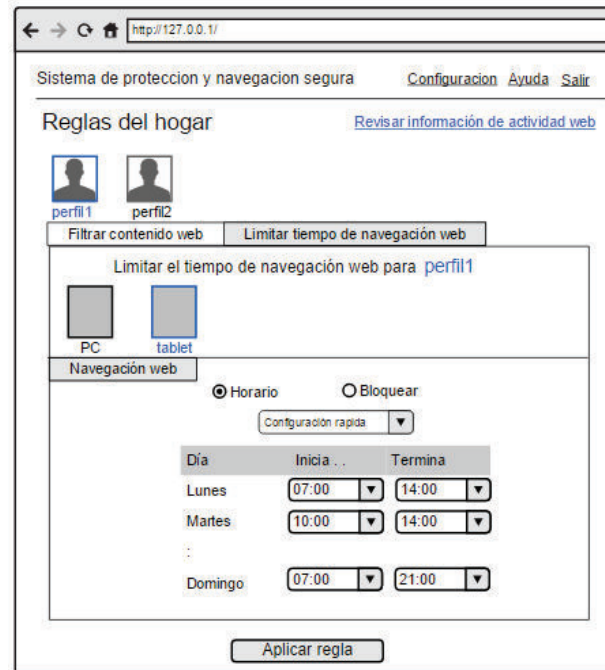 http://127.0.0.1/
Sistema de proteccion y navegacion segura Configuracion Ayuda Salir
Reglas del hogar Revisar información de actividad web
perfil1 perfil2
Filtrar contenido web Limitar tiempo de navegación web
Limitar el tiempo de navegación web para perfil1
PC tablet
Navegación web
Horario Bloquear
Configuración rapida
Día Inicia . . Termina
Lunes 07:00 14:00
Martes 10:00 14:00
:
Domingo 07:00 21:00
Aplicar regla